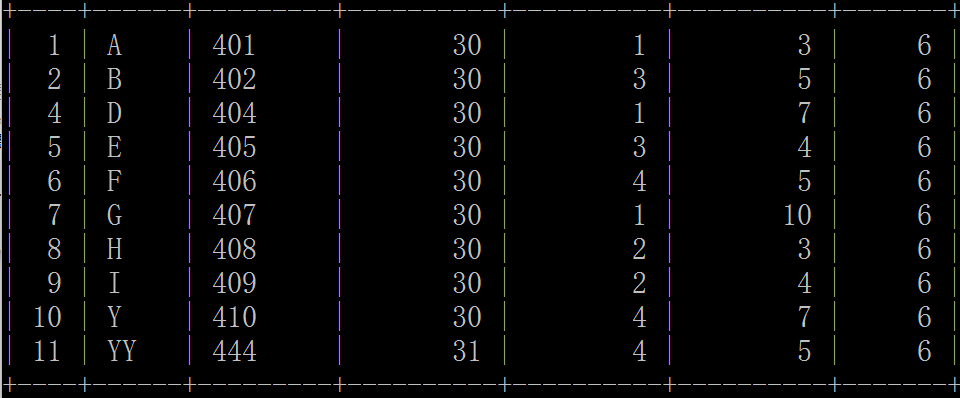 +----+------+---------+----------+----------+----------+-------+
| 1 | A | 401 | 30 | 1 | 3 | 6 |
| 2 | B | 402 | 30 | 3 | 5 | 6 |
| 4 | D | 404 | 30 | 1 | 7 | 6 |
| 5 | E | 405 | 30 | 3 | 4 | 6 |
| 6 | F | 406 | 30 | 4 | 5 | 6 |
| 7 | G | 407 | 30 | 1 | 10 | 6 |
| 8 | H | 408 | 30 | 2 | 3 | 6 |
| 9 | I | 409 | 30 | 2 | 4 | 6 |
| 10 | Y | 410 | 30 | 4 | 7 | 6 |
| 11 | YY | 444 | 31 | 4 | 5 | 6 |
+----+------+---------+----------+----------+----------+-------+